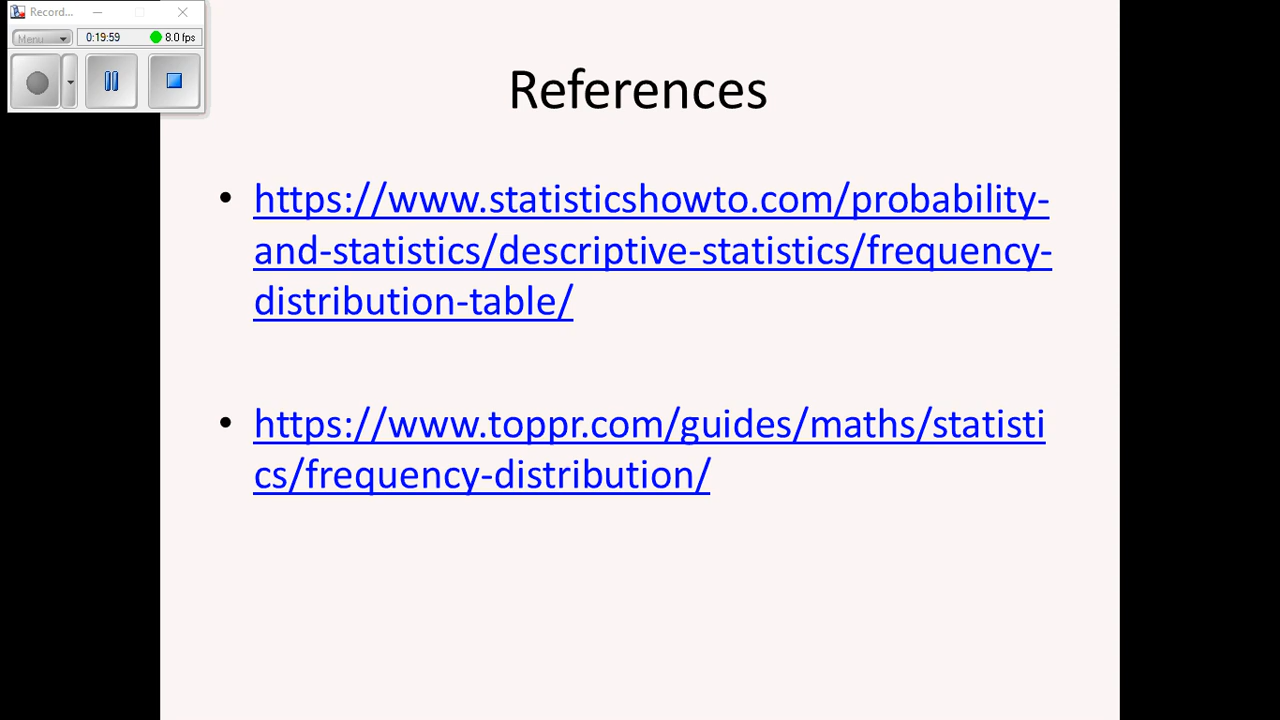 Record...
Menu
0:19:59
8.0 fps
References
• https://www.statisticshowto.com/probability-
and-statistics/descriptive-statistics/frequency-
distribution-table/
• https://www.toppr.com/guides/maths/statisti
cs/frequency-distribution/